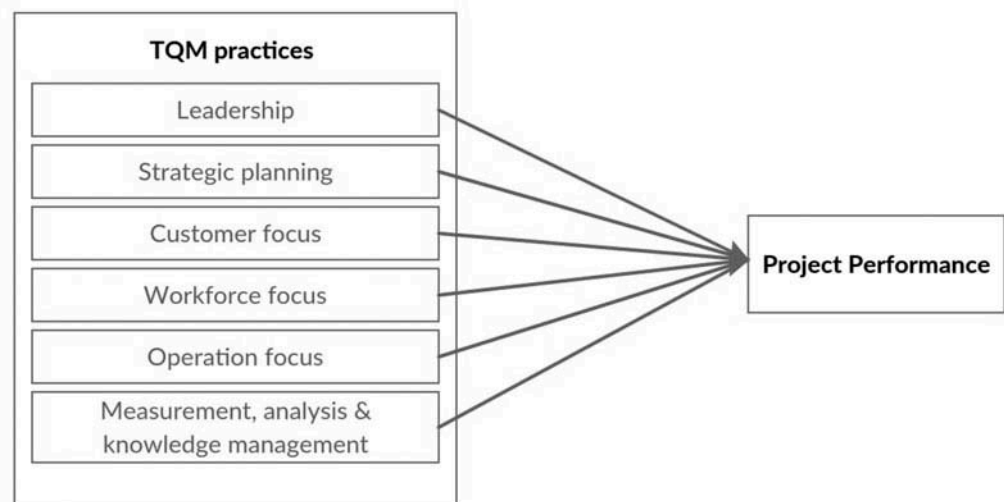 TQM practices
Leadership
Strategic planning
Customer focus
Workforce focus
Operation focus
Measurement, analysis &
knowledge management
Project Performance